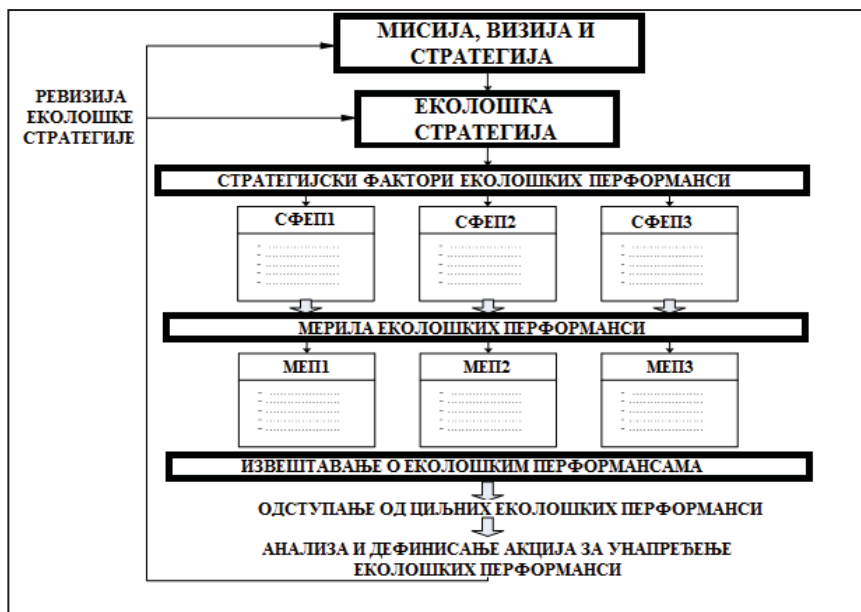 МИСИЈА, ВИЗИЈА И
СТРАТЕГИЈА
РЕВИЗИЈА
ЕКОЛОШКЕ
СТРАТЕГИЈЕ
ЕКОЛОШКА
СТРАТЕГИЈА
СТРАТЕГИЈСКИ ФАКТОРИ ЕКОЛОШКИХ ПЕРФОРМАНСИ
СФЕП1
СФЕП2
СФЕП3
МЕРИЛА ЕКОЛОШКИХ ПЕРФОРМАНСИ
МЕП1
МЕП2
МЕП3
ИЗВЕШТАВАЊЕ О ЕКОЛОШКИМ ПЕРФОРМАНСАМА
ОДСТУПАЊЕ ОД ЦИЉНИХ ЕКОЛОШКИХ ПЕРФОРМАНСИ
АНАЛИЗА И ДЕФИНИСАЊЕ АКЦИЈА ЗА УНАПРЕЂЕЊЕ
ЕКОЛОШКИХ ПЕРФОРМАНСИ